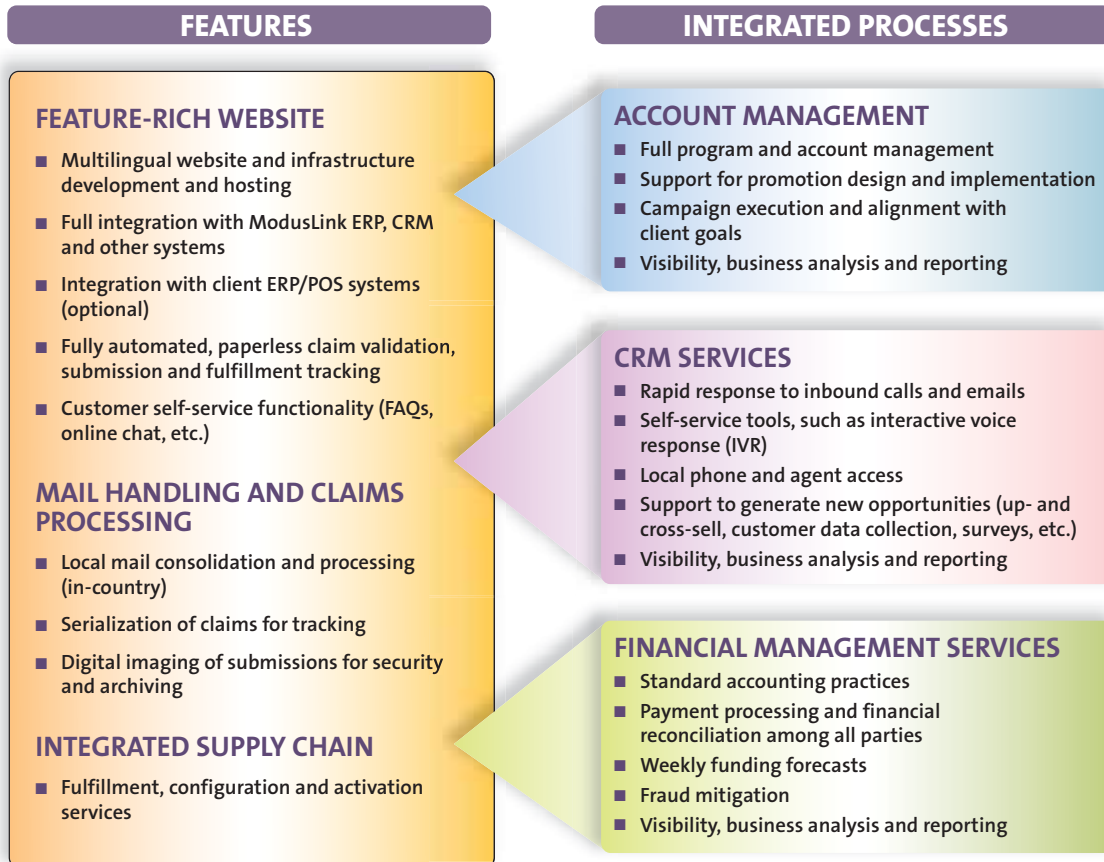 FEATURES
FEATURE-RICH WEBSITE
■ Multilingual website and infrastructure
development and hosting
■ Full integration with ModusLink ERP, CRM
and other systems
■ Integration with client ERP/POS systems
(optional)
■ Fully automated, paperless claim validation,
submission and fulfillment tracking
■ Customer self-service functionality (FAQs,
online chat, etc.)
MAIL HANDLING AND CLAIMS
PROCESSING
■ Local mail consolidation and processing
(in-country)
■ Serialization of claims for tracking
■ Digital imaging of submissions for security
and archiving
INTEGRATED SUPPLY CHAIN
■ Fulfillment, configuration and activation
services
INTEGRATED PROCESSES
ACCOUNT MANAGEMENT
■ Full program and account management
■ Support for promotion design and implementation
■ Campaign execution and alignment with
client goals
■ Visibility, business analysis and reporting
CRM SERVICES
■ Rapid response to inbound calls and emails
■ Self-service tools, such as interactive voice
response (IVR)
■ Local phone and agent access
■ Support to generate new opportunities (up- and
cross-sell, customer data collection, surveys, etc.)
■ Visibility, business analysis and reporting
FINANCIAL MANAGEMENT SERVICES
■ Standard accounting practices
■ Payment processing and financial
reconciliation among all parties
■ Weekly funding forecasts
■ Fraud mitigation
■ Visibility, business analysis and reporting